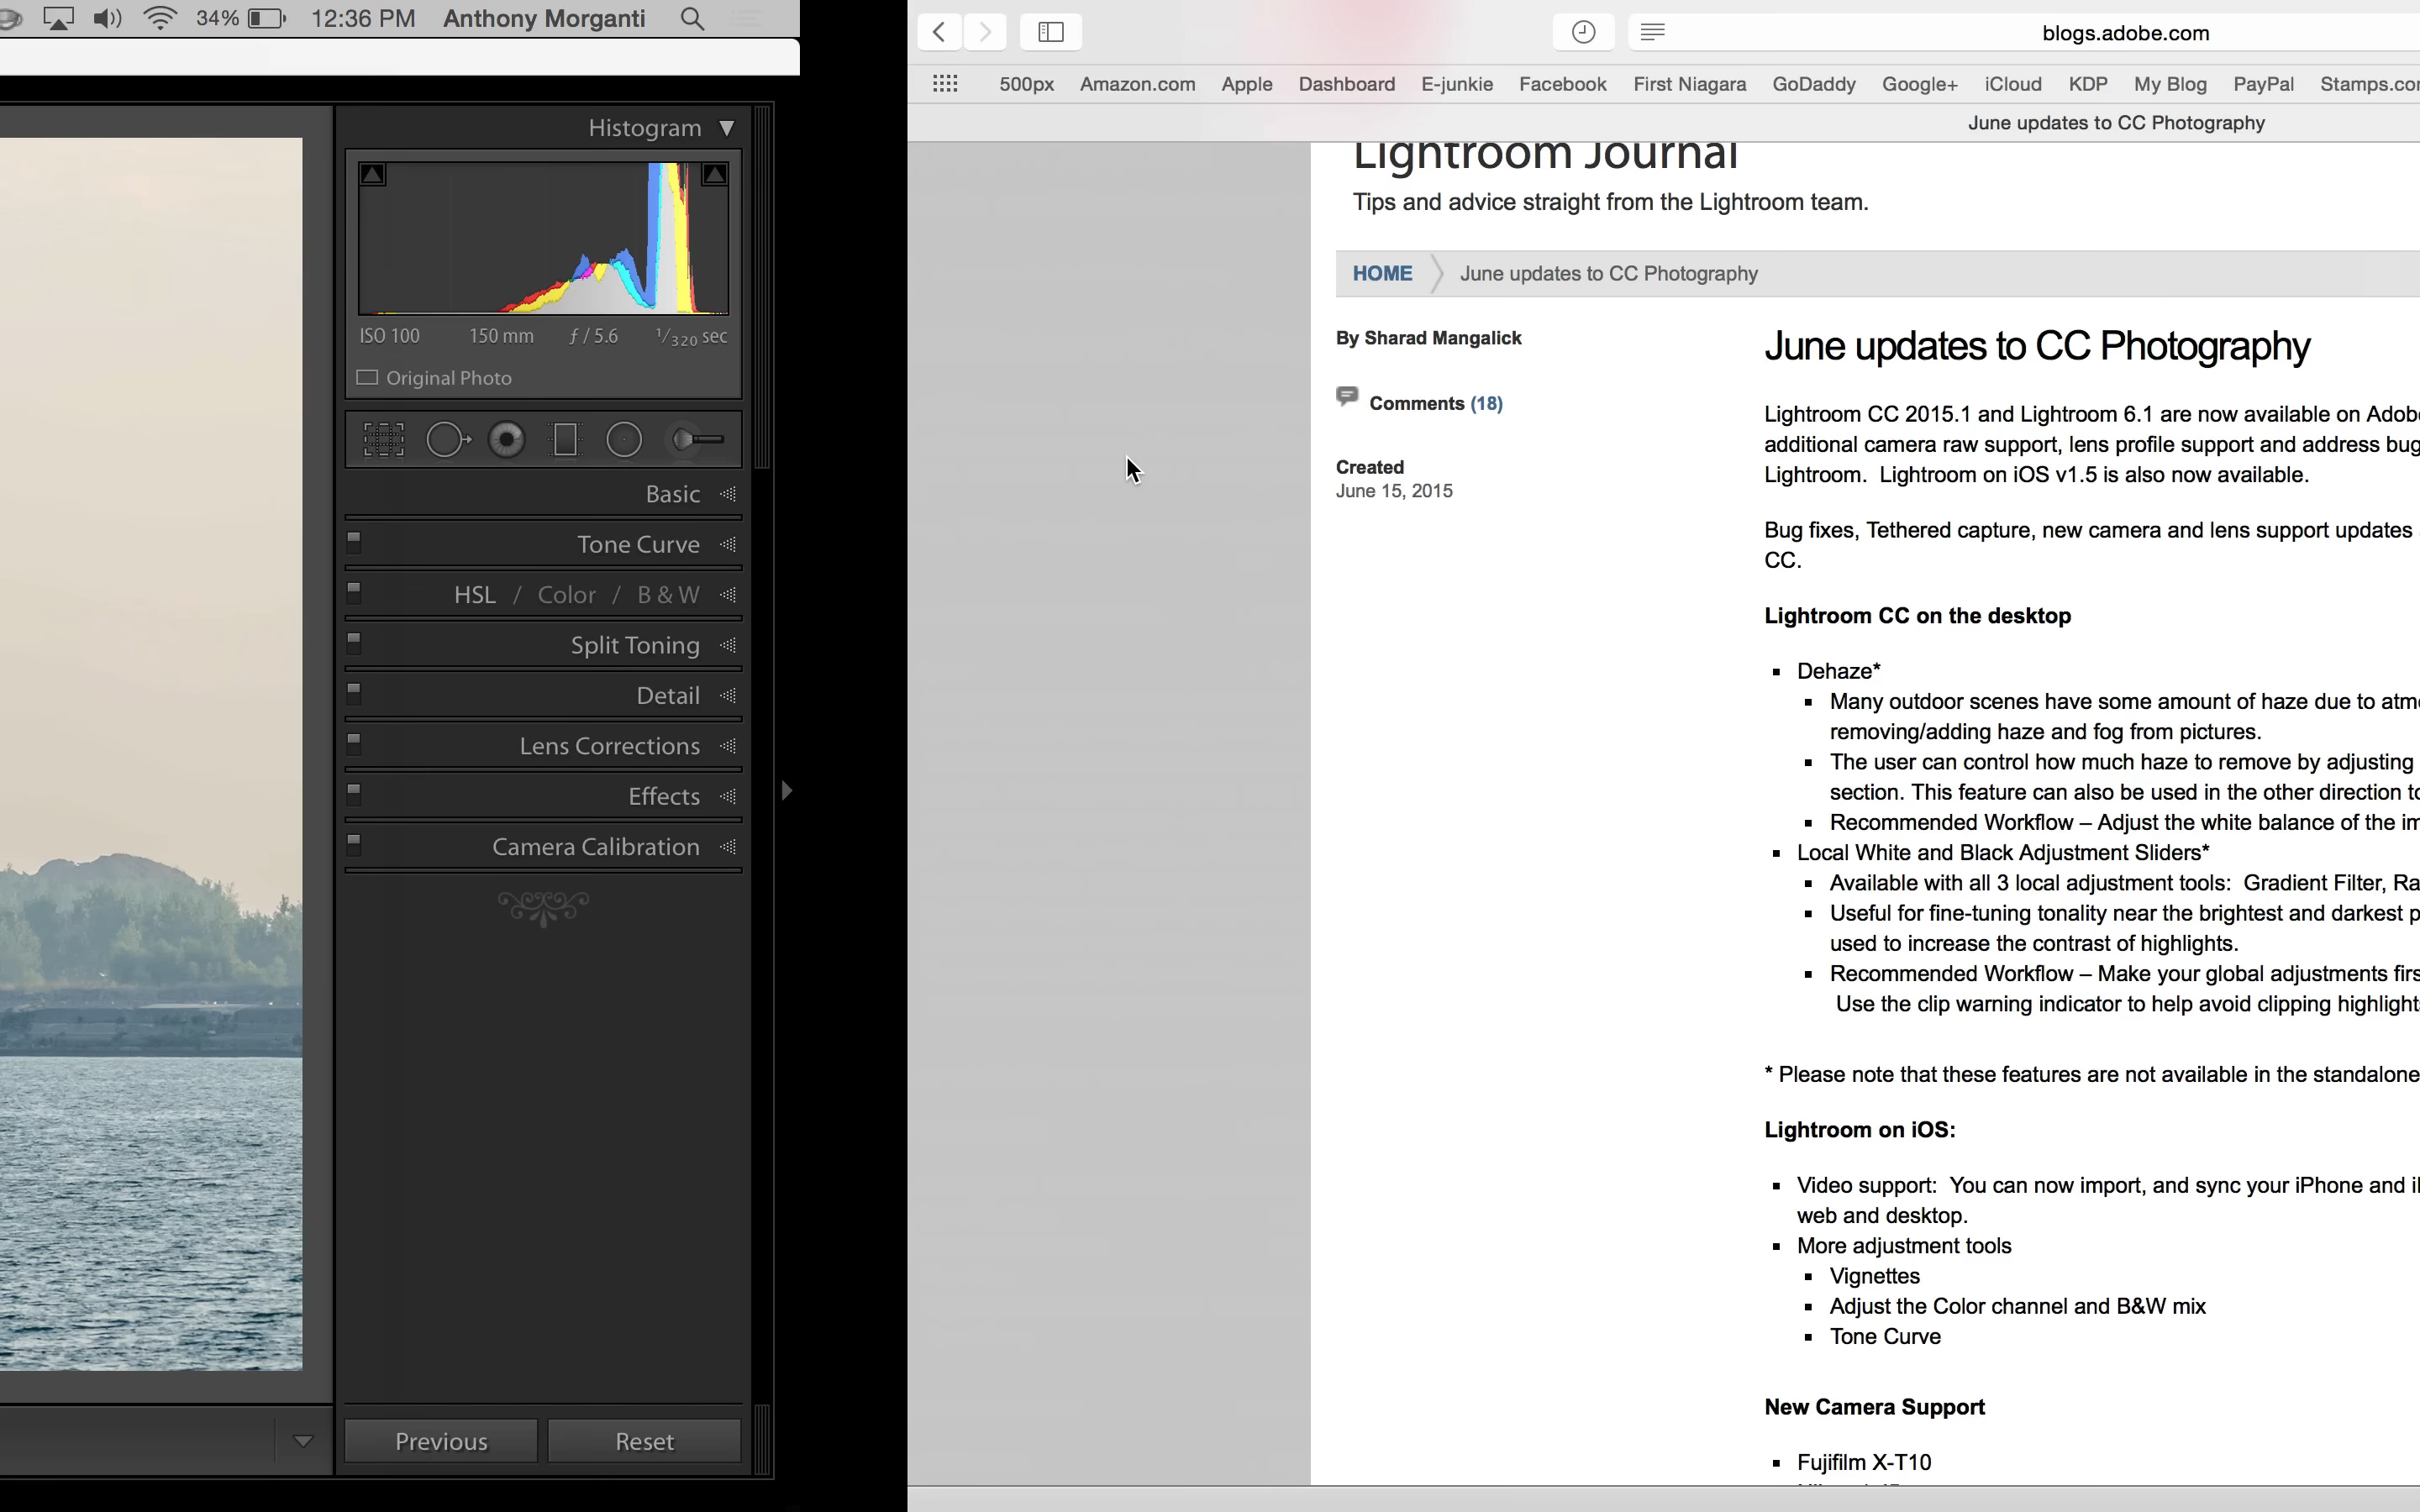 34% 12:36 PM Anthony Morganti
Histogram
ISO 100 150 mm ƒ / 5.6 1/320 sec
Original Photo
Basic
Tone Curve
HSL / Color / B & W
Split Toning
Detail
Lens Corrections
Effects
Camera Calibration
Previous Reset
blogs.adobe.com
500px Amazon.com Apple Dashboard E-junkie Facebook First Niagara GoDaddy Google+ iCloud KDP My Blog PayPal
June updates to CC Photography
Lightroom Journal
Tips and advice straight from the Lightroom team.
HOME June updates to CC Photography
By Sharad Mangalick
Comments (18)
Created
June 15, 2015
June updates to CC Photography
Lightroom CC 2015.1 and Lightroom 6.1 are now available on
additional camera raw support, lens profile support and address
Lightroom. Lightroom on iOS v1.5 is also now available.
Bug fixes, Tethered capture, new camera and lens support updates
CC.
Lightroom CC on the desktop
▪ Dehaze*
▪ Many outdoor scenes have some amount of haze due to
removing/adding haze and fog from pictures.
▪ The user can control how much haze to remove by adjusting
section. This feature can also be used in the other direction
▪ Recommended Workflow – Adjust the white balance of the
▪ Local White and Black Adjustment Sliders*
▪ Available with all 3 local adjustment tools: Gradient Filter,
▪ Useful for fine-tuning tonality near the brightest and darkest
used to increase the contrast of highlights.
▪ Recommended Workflow – Make your global adjustments
Use the clip warning indicator to help avoid clipping
* Please note that these features are not available in the standalone
Lightroom on iOS:
▪ Video support: You can now import, and sync your iPhone and
web and desktop.
▪ More adjustment tools
▪ Vignettes
▪ Adjust the Color channel and B&W mix
▪ Tone Curve
New Camera Support
▪ Fujifilm X-T10